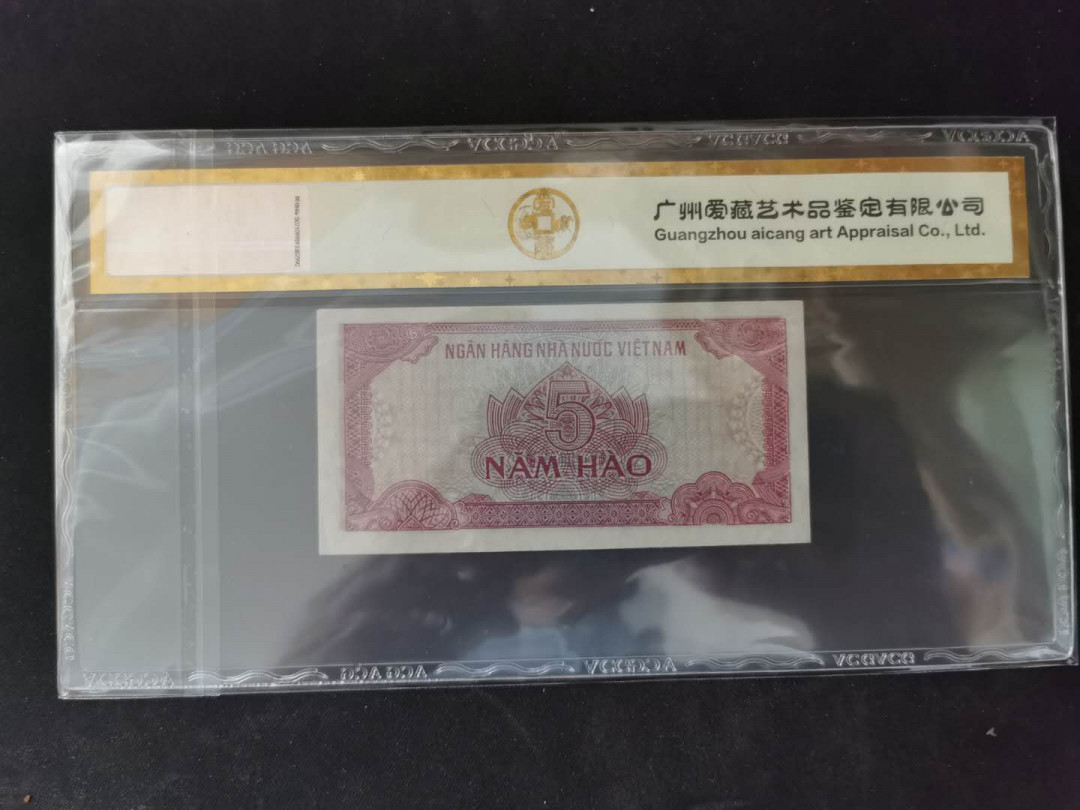 广州爱藏艺术品鉴定有限公司
Guangzhou aicang art Appraisal Co., Ltd.
NGÂN HÀNG NHÀ NƯỚC VIỆT NAM
5
NĂM HÀO